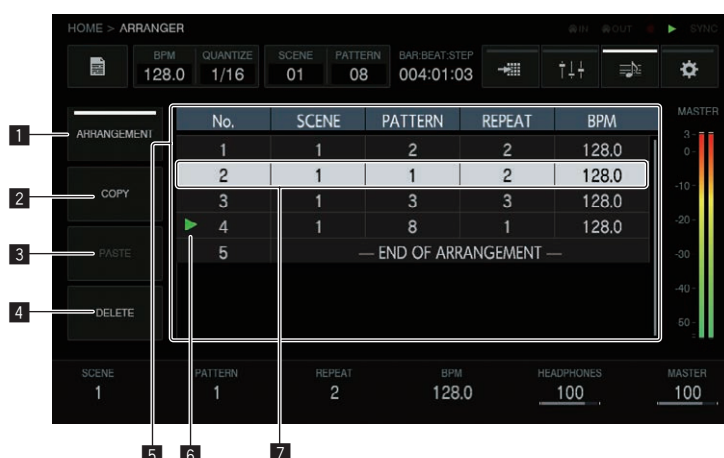 HOME > ARRANGER
IN OUT SYNC
BPM QUANTIZE SCENE PATTERN BAR:BEAT:STEP
128.0 1/16 01 08 004:01:03
MASTER
1 ARRANGEMENT
2 COPY
3 PASTE
4 DELETE
No. SCENE PATTERN REPEAT BPM
1 1 2 2 128.0
2 1 1 2 128.0
3 1 3 3 128.0
4 1 8 1 128.0
5 — END OF ARRANGEMENT —
3 -
0 -
-10 -
-20 -
-30
-40 -
60 -
SCENE PATTERN REPEAT BPM HEADPHONES MASTER
1 1 2 128.0 100 100
5 6 7